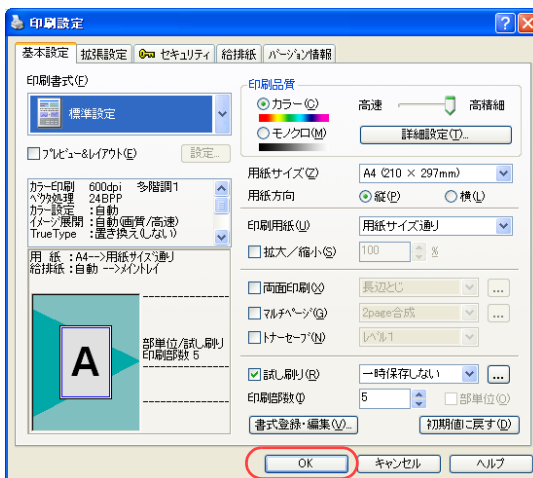 印刷設定
基本設定 拡張設定 セキュリティ 給排紙 バージョン情報
印刷書式(F)
標準設定
プレビュー&レイアウト(E) 設定...
カラー印刷 600dpi 多階調1
ベクタ処理 24BPP
カラー設定 :自動
イメージ展開 :自動(画質/高速)
TrueType :置き換え(しない)
用 紙 :A4-->用紙サイズ通り
給排紙:自動 -->メイントレイ
A
部単位/試し刷り
印刷部数 5
印刷品質
カラー(C) 高速 高精細
モノクロ(M) 詳細設定(T)...
用紙サイズ(Z) A4 (210 × 297mm)
用紙方向 縦(P) 横(L)
印刷用紙(U) 用紙サイズ通り
拡大/縮小(S) 100 %
両面印刷(X) 長辺とじ ...
マルチページ(G) 2page合成 ...
トナーセーブ(N) レベル1
試し刷り(R) 一時保存しない ...
印刷部数(I) 5 部単位(O)
書式登録・編集(V)... 初期値に戻す(D)
OK キャンセル ヘルプ